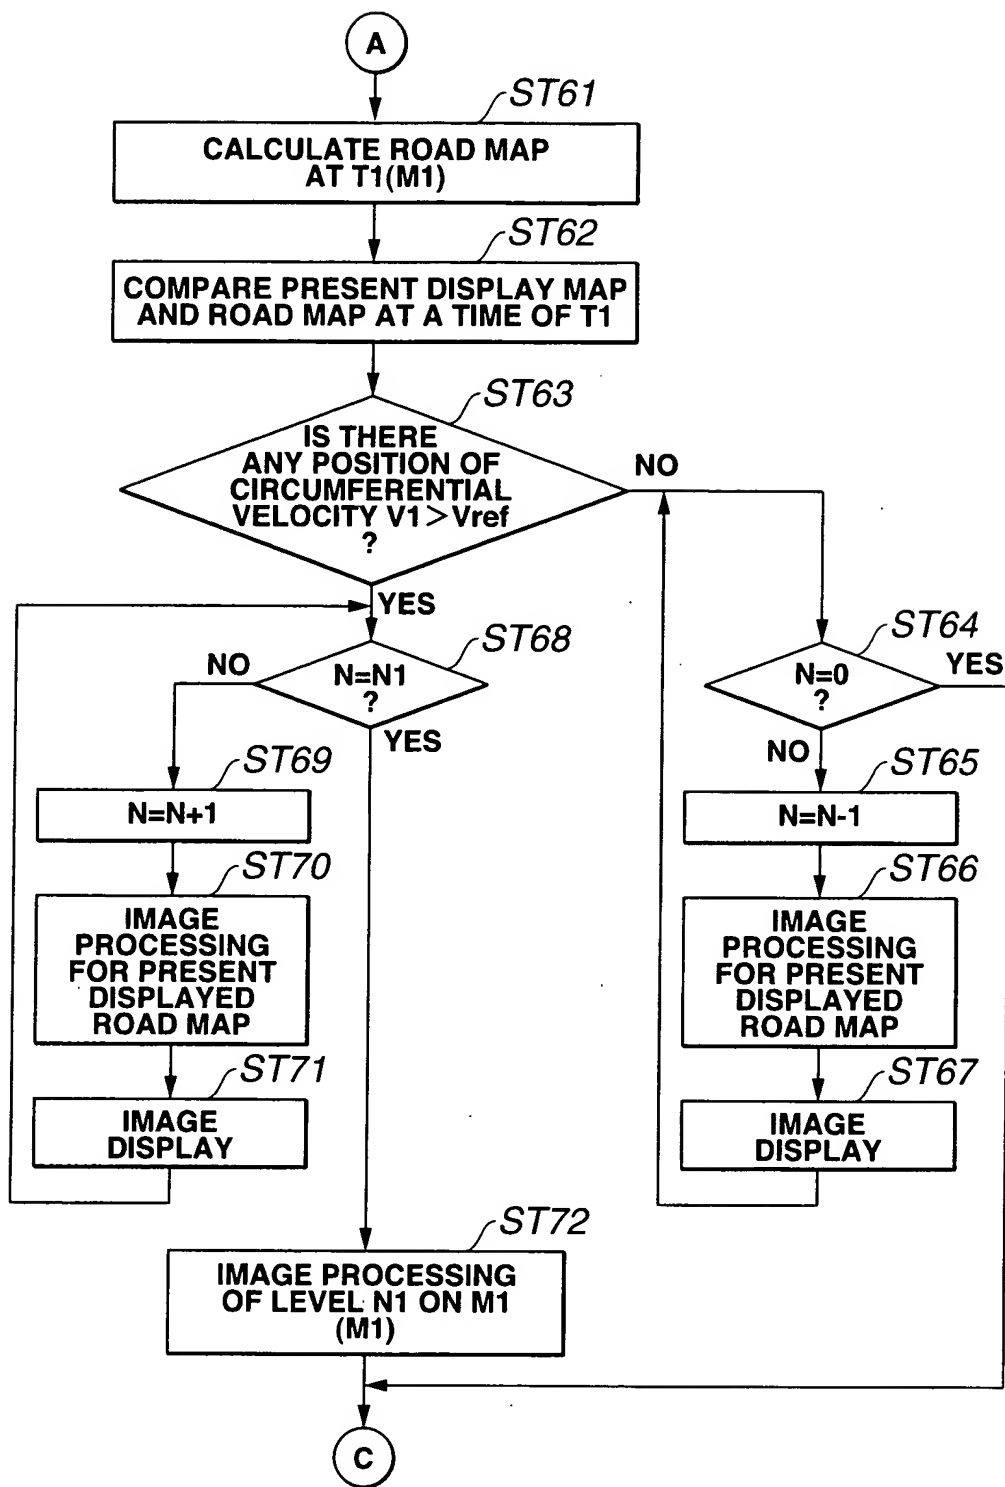 A
ST61
CALCULATE ROAD MAP
AT T1(M1)
ST62
COMPARE PRESENT DISPLAY MAP
AND ROAD MAP AT A TIME OF T1
ST63
IS THERE
ANY POSITION OF
CIRCUMFERENTIAL
VELOCITY V1>Vref
?
NO
YES
ST68
N=N1
?
NO
YES
ST64
N=0
?
YES
NO
ST69
N=N+1
ST65
N=N-1
ST70
IMAGE
PROCESSING
FOR PRESENT
DISPLAYED
ROAD MAP
ST66
IMAGE
PROCESSING
FOR PRESENT
DISPLAYED
ROAD MAP
ST71
IMAGE
DISPLAY
ST67
IMAGE
DISPLAY
ST72
IMAGE PROCESSING
OF LEVEL N1 ON M1
(M1)
C